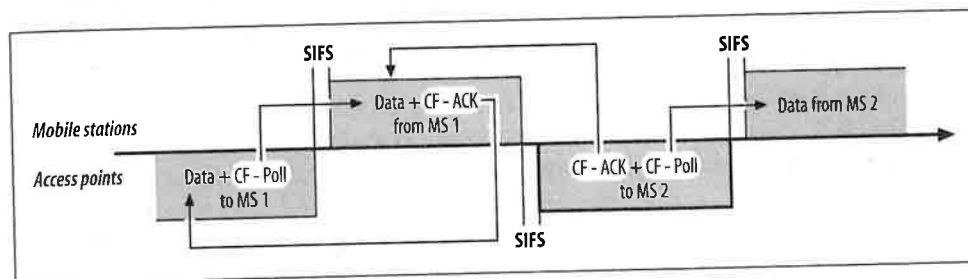 SIFS
SIFS
Data + CF - ACK
from MS 1
Data from MS 2
Mobile stations
Access points
Data + CF - Poll
to MS 1
CF - ACK + CF - Poll
to MS 2
SIFS